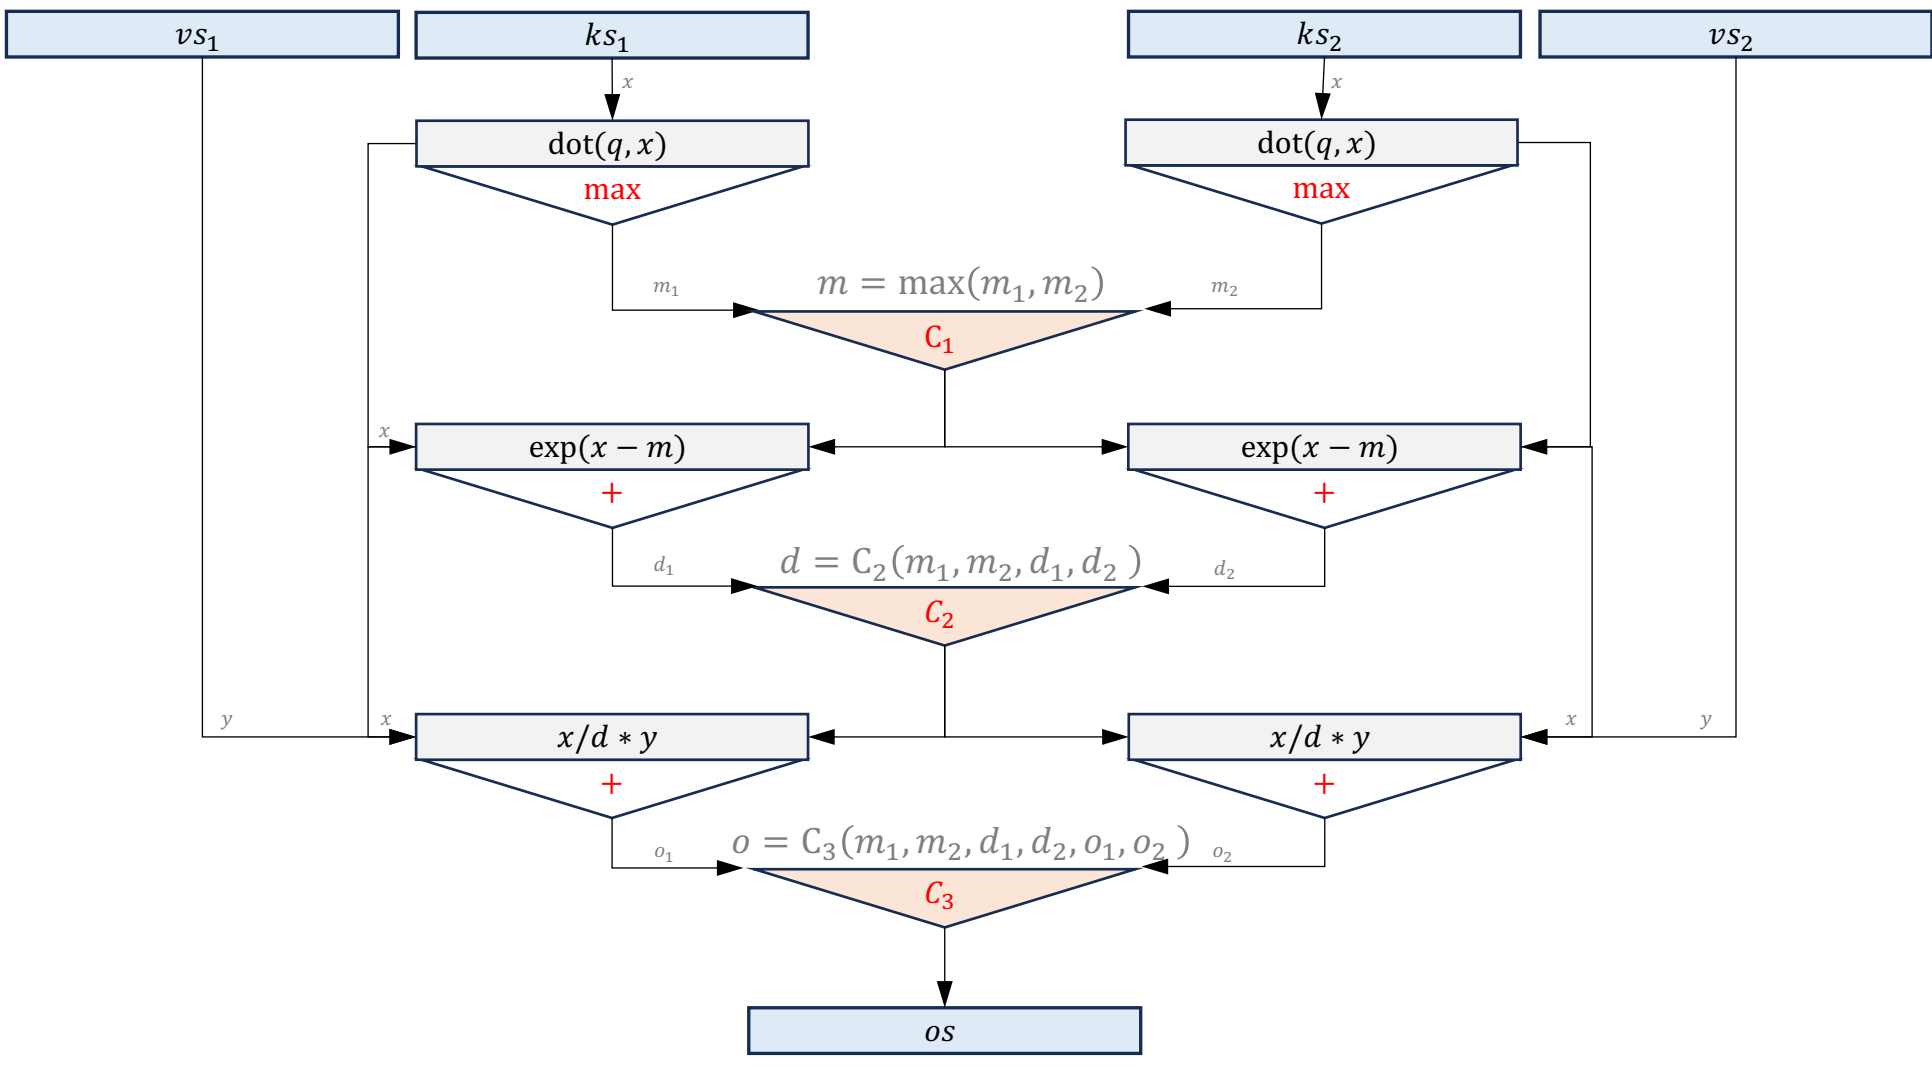 vs₁ ks₁ ks₂ vs₂
x x
dot(q, x) dot(q, x)
max max
m₁ m = max(m₁, m₂) m₂
C₁
x exp(x − m) exp(x − m)
+ +
d₁ d = C₂(m₁, m₂, d₁, d₂ ) d₂
C₂
y x x/d ∗ y x/d ∗ y x y
+ +
o₁ o = C₃(m₁, m₂, d₁, d₂, o₁, o₂ ) o₂
C₃
os